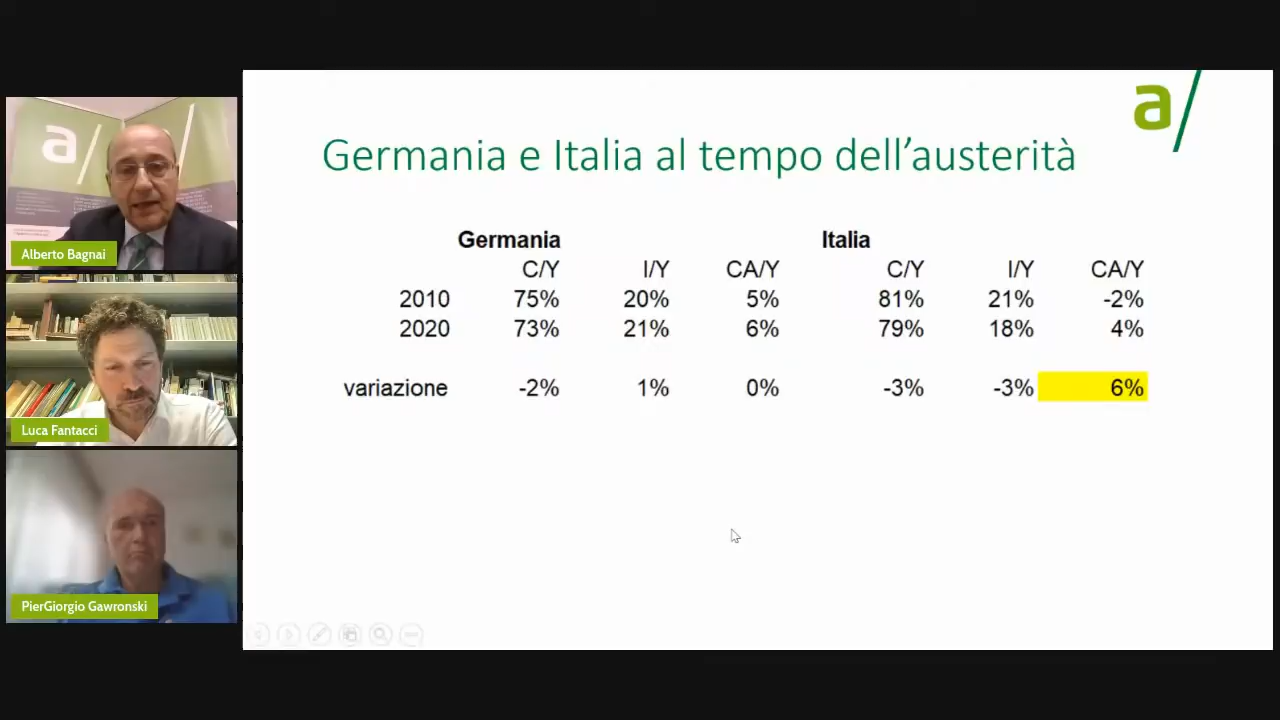 a/
Germania e Italia al tempo dell'austerità
Germania Italia
C/Y I/Y CA/Y C/Y I/Y CA/Y
2010 75% 20% 5% 81% 21% -2%
2020 73% 21% 6% 79% 18% 4%
variazione -2% 1% 0% -3% -3% 6%
a/
Alberto Bagnai
Luca Fantacci
PierGiorgio Gawronski